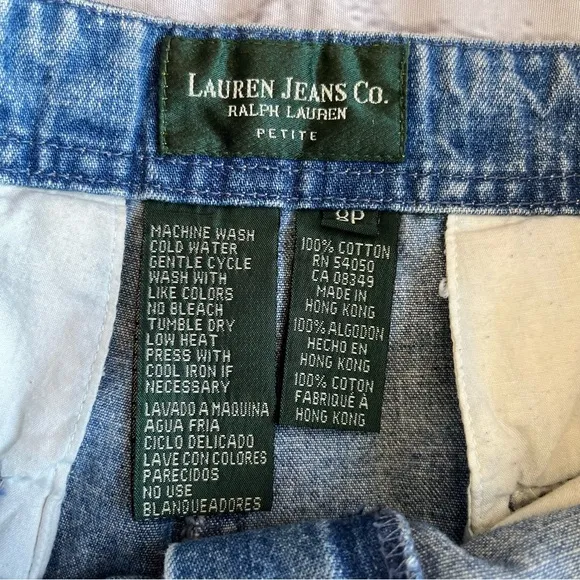 LAUREN JEANS CO.
RALPH LAUREN
PETITE
MACHINE WASH
COLD WATER
GENTLE CYCLE
WASH WITH
LIKE COLORS
NO BLEACH
TUMBLE DRY
LOW HEAT
PRESS WITH
COOL IRON IF
NECESSARY
LAVADO A MAQUINA
AGUA FRIA
CICLO DELICADO
LAVE CON COLORES
PARECIDOS
NO USE
BLANQUEADORES
8P
100% COTTON
RN 54050
CA 08349
MADE IN
HONG KONG
100% ALGODON
HECHO EN
HONG KONG
100% COTON
FABRIQUÉ À
HONG KONG